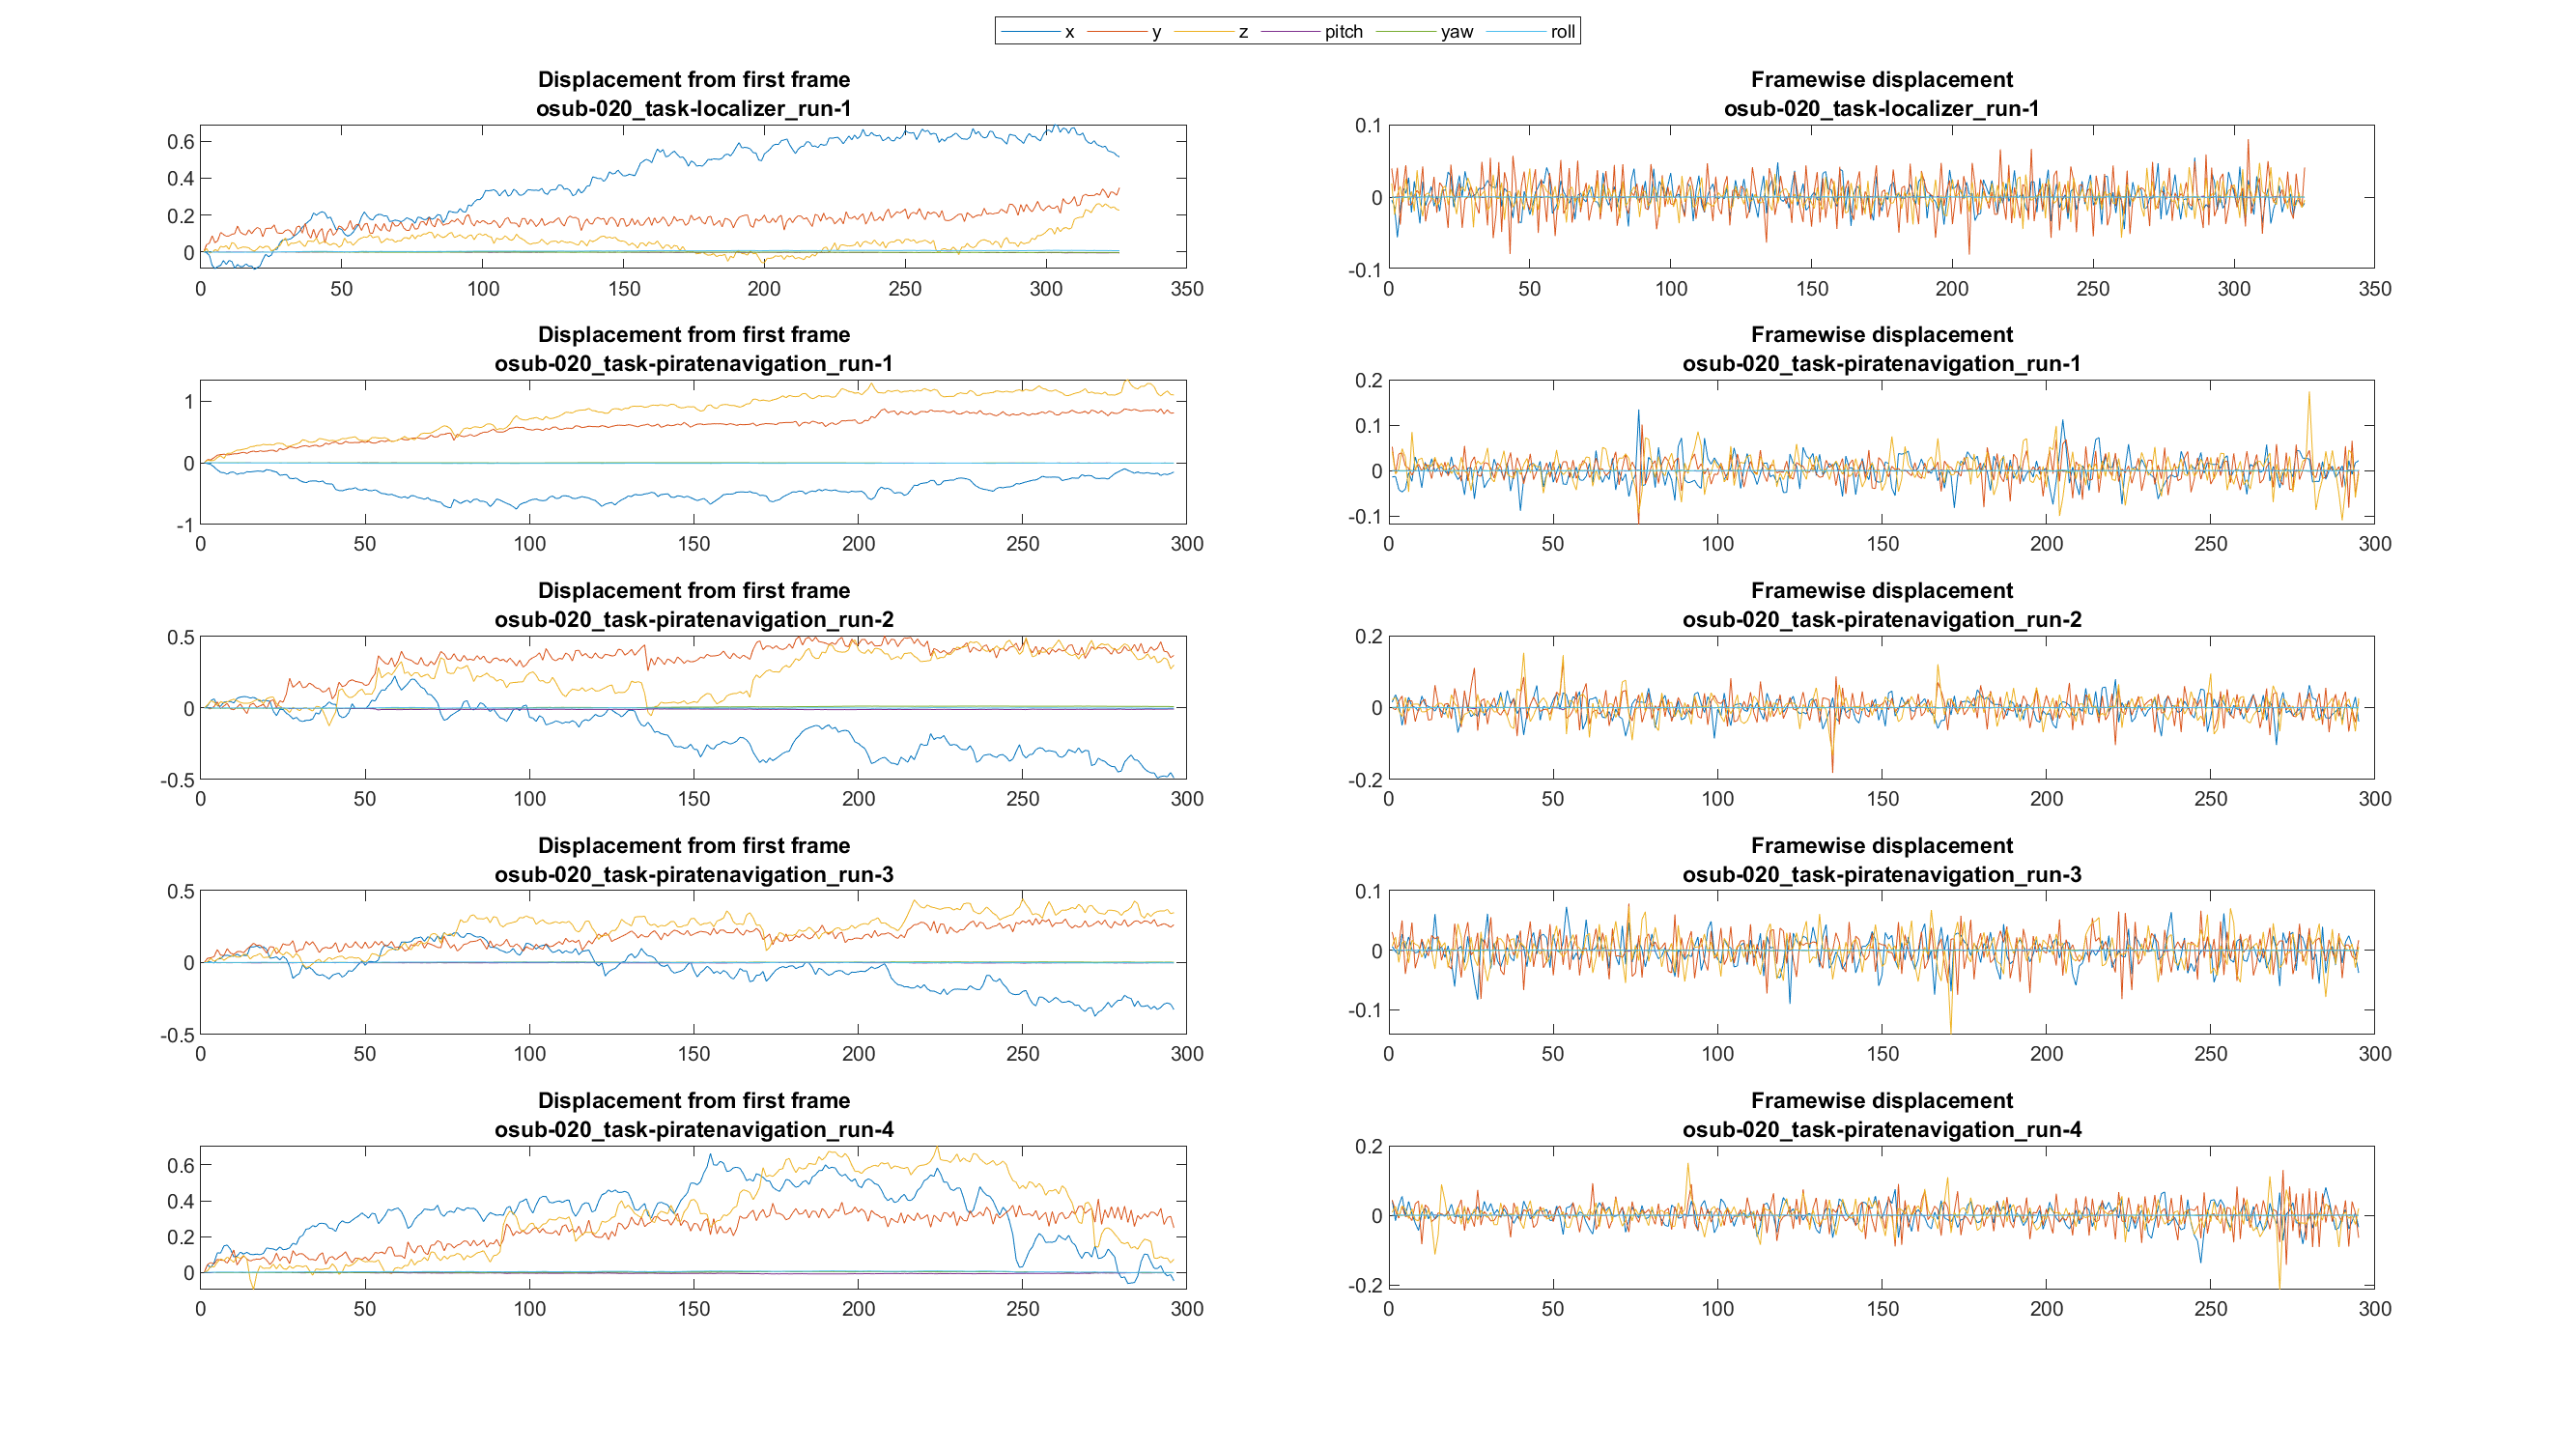 x y z pitch yaw roll
Displacement from first frame
osub-020_task-localizer_run-1
0.6
0.4
0.2
0
0 50 100 150 200 250 300 350
Framewise displacement
osub-020_task-localizer_run-1
0.1
0
-0.1
0 50 100 150 200 250 300 350
Displacement from first frame
osub-020_task-piratenavigation_run-1
1
0
-1
0 50 100 150 200 250 300
Framewise displacement
osub-020_task-piratenavigation_run-1
0.2
0.1
0
-0.1
0 50 100 150 200 250 300
Displacement from first frame
osub-020_task-piratenavigation_run-2
0.5
0
-0.5
0 50 100 150 200 250 300
Framewise displacement
osub-020_task-piratenavigation_run-2
0.2
0
-0.2
0 50 100 150 200 250 300
Displacement from first frame
osub-020_task-piratenavigation_run-3
0.5
0
-0.5
0 50 100 150 200 250 300
Framewise displacement
osub-020_task-piratenavigation_run-3
0.1
0
-0.1
0 50 100 150 200 250 300
Displacement from first frame
osub-020_task-piratenavigation_run-4
0.6
0.4
0.2
0
0 50 100 150 200 250 300
Framewise displacement
osub-020_task-piratenavigation_run-4
0.2
0
-0.2
0 50 100 150 200 250 300